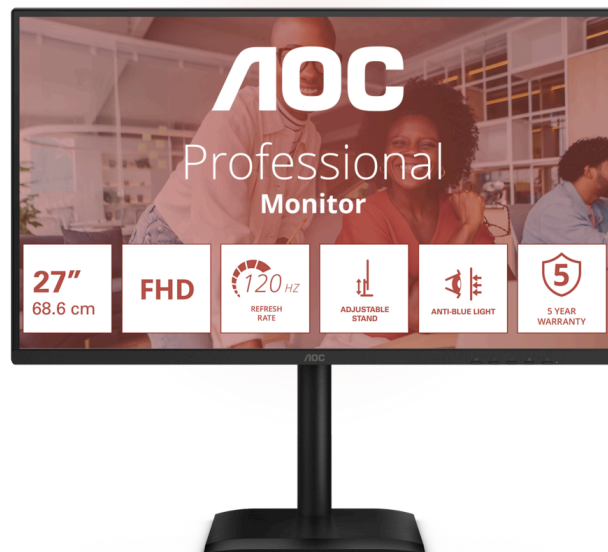 AOC
Professional
Monitor
27"
68.6 cm
FHD
120 HZ
REFRESH
RATE
ADJUSTABLE
STAND
ANTI-BLUE LIGHT
5
5 YEAR
WARRANTY
AOC